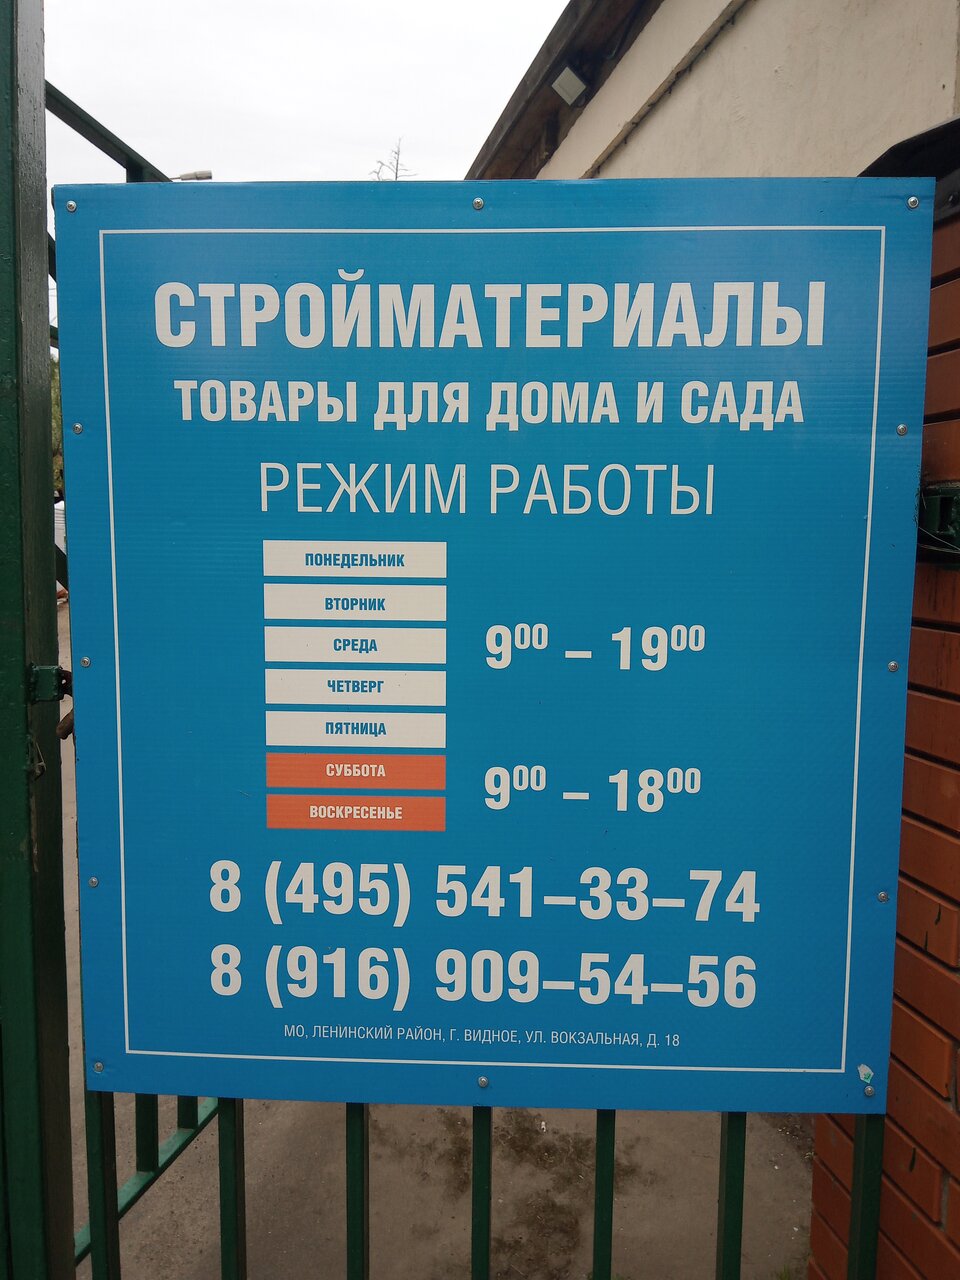 СТРОЙМАТЕРИАЛЫ
ТОВАРЫ ДЛЯ ДОМА И САДА
РЕЖИМ РАБОТЫ
ПОНЕДЕЛЬНИК
ВТОРНИК
СРЕДА
9⁰⁰ – 19⁰⁰
ЧЕТВЕРГ
ПЯТНИЦА
СУББОТА
9⁰⁰ – 18⁰⁰
ВОСКРЕСЕНЬЕ
8 (495) 541–33–74
8 (916) 909–54–56
МО, ЛЕНИНСКИЙ РАЙОН, Г. ВИДНОЕ, УЛ. ВОКЗАЛЬНАЯ, Д. 18